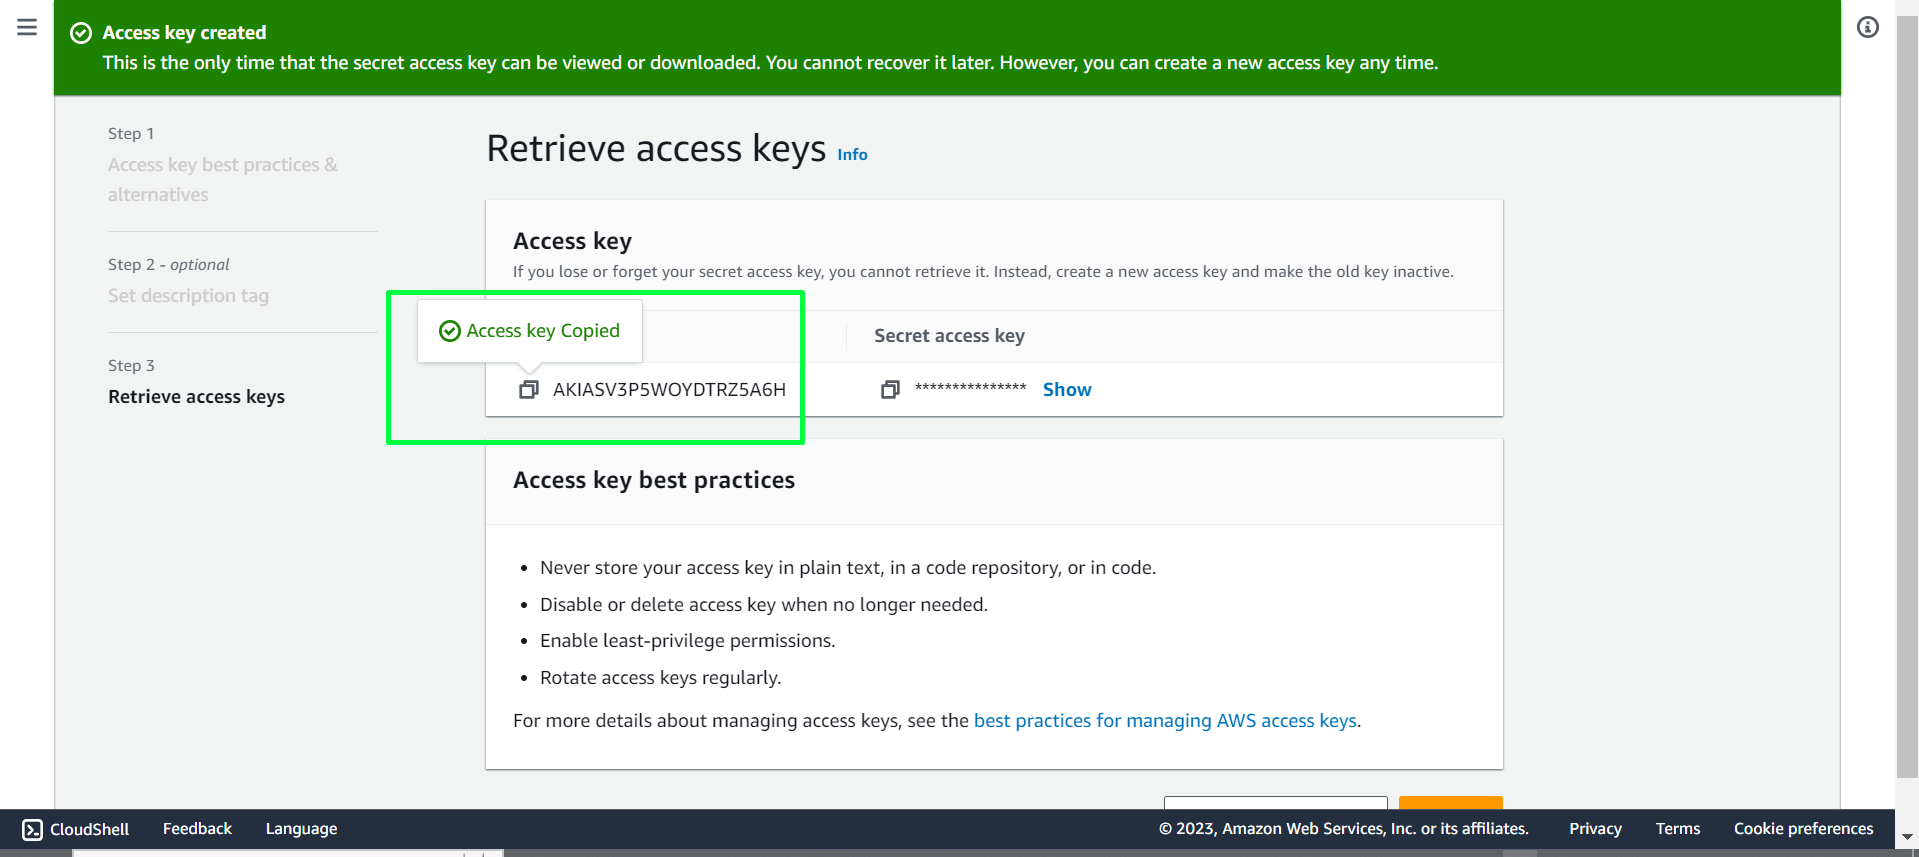 Access key created
This is the only time that the secret access key can be viewed or downloaded. You cannot recover it later. However, you can create a new access key any time.
Step 1
Access key best practices &
alternatives
Step 2 - optional
Set description tag
Step 3
Retrieve access keys
Retrieve access keys Info
Access key
If you lose or forget your secret access key, you cannot retrieve it. Instead, create a new access key and make the old key inactive.
Access key Copied
Secret access key
AKIASV3P5WOYDTRZ5A6H
*************** Show
Access key best practices
• Never store your access key in plain text, in a code repository, or in code.
• Disable or delete access key when no longer needed.
• Enable least-privilege permissions.
• Rotate access keys regularly.
For more details about managing access keys, see the best practices for managing AWS access keys.
CloudShell Feedback Language © 2023, Amazon Web Services, Inc. or its affiliates. Privacy Terms Cookie preferences